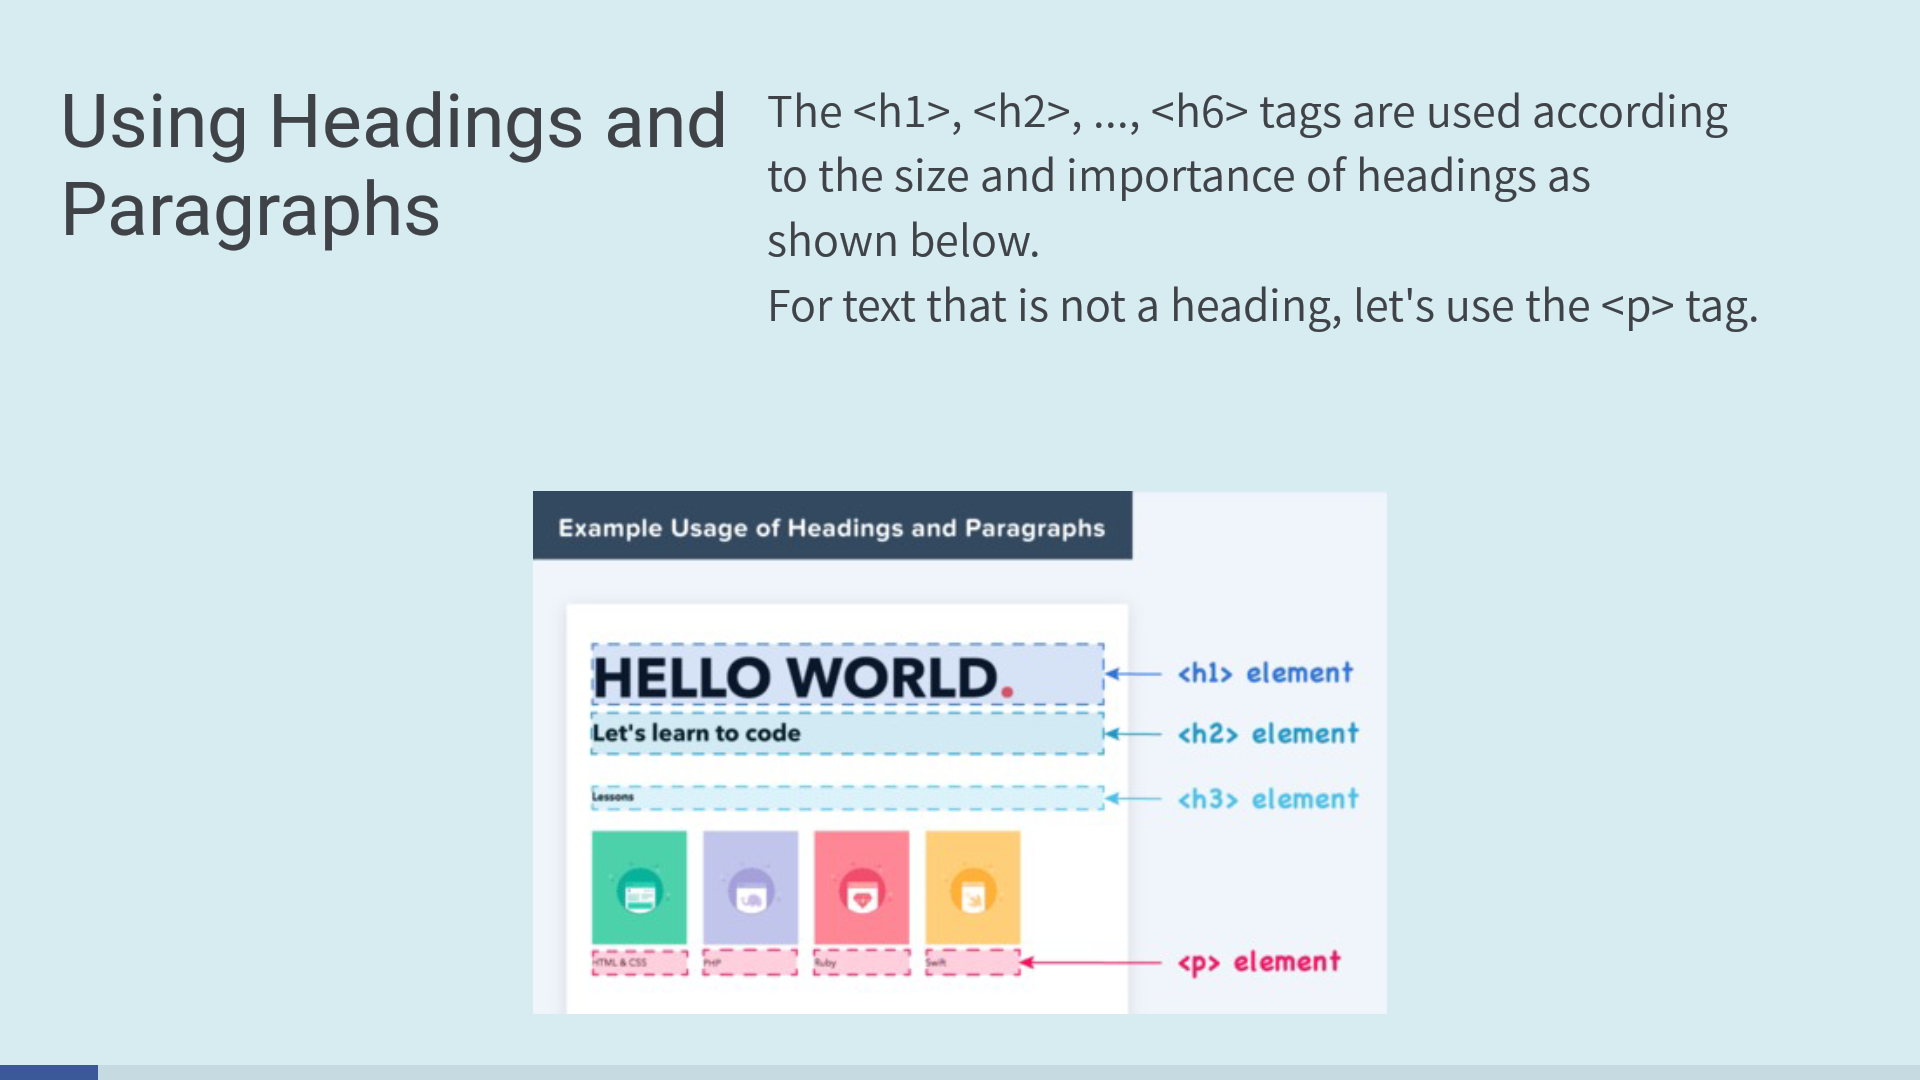 Using Headings and
Paragraphs
The <h1>, <h2>, ..., <h6> tags are used according
to the size and importance of headings as
shown below.
For text that is not a heading, let's use the <p> tag.
Example Usage of Headings and Paragraphs
HELLO WORLD.
<h1> element
Let's learn to code
<h2> element
Lessons
<h3> element
HTML & CSS
PHP
Ruby
Swift
<p> element